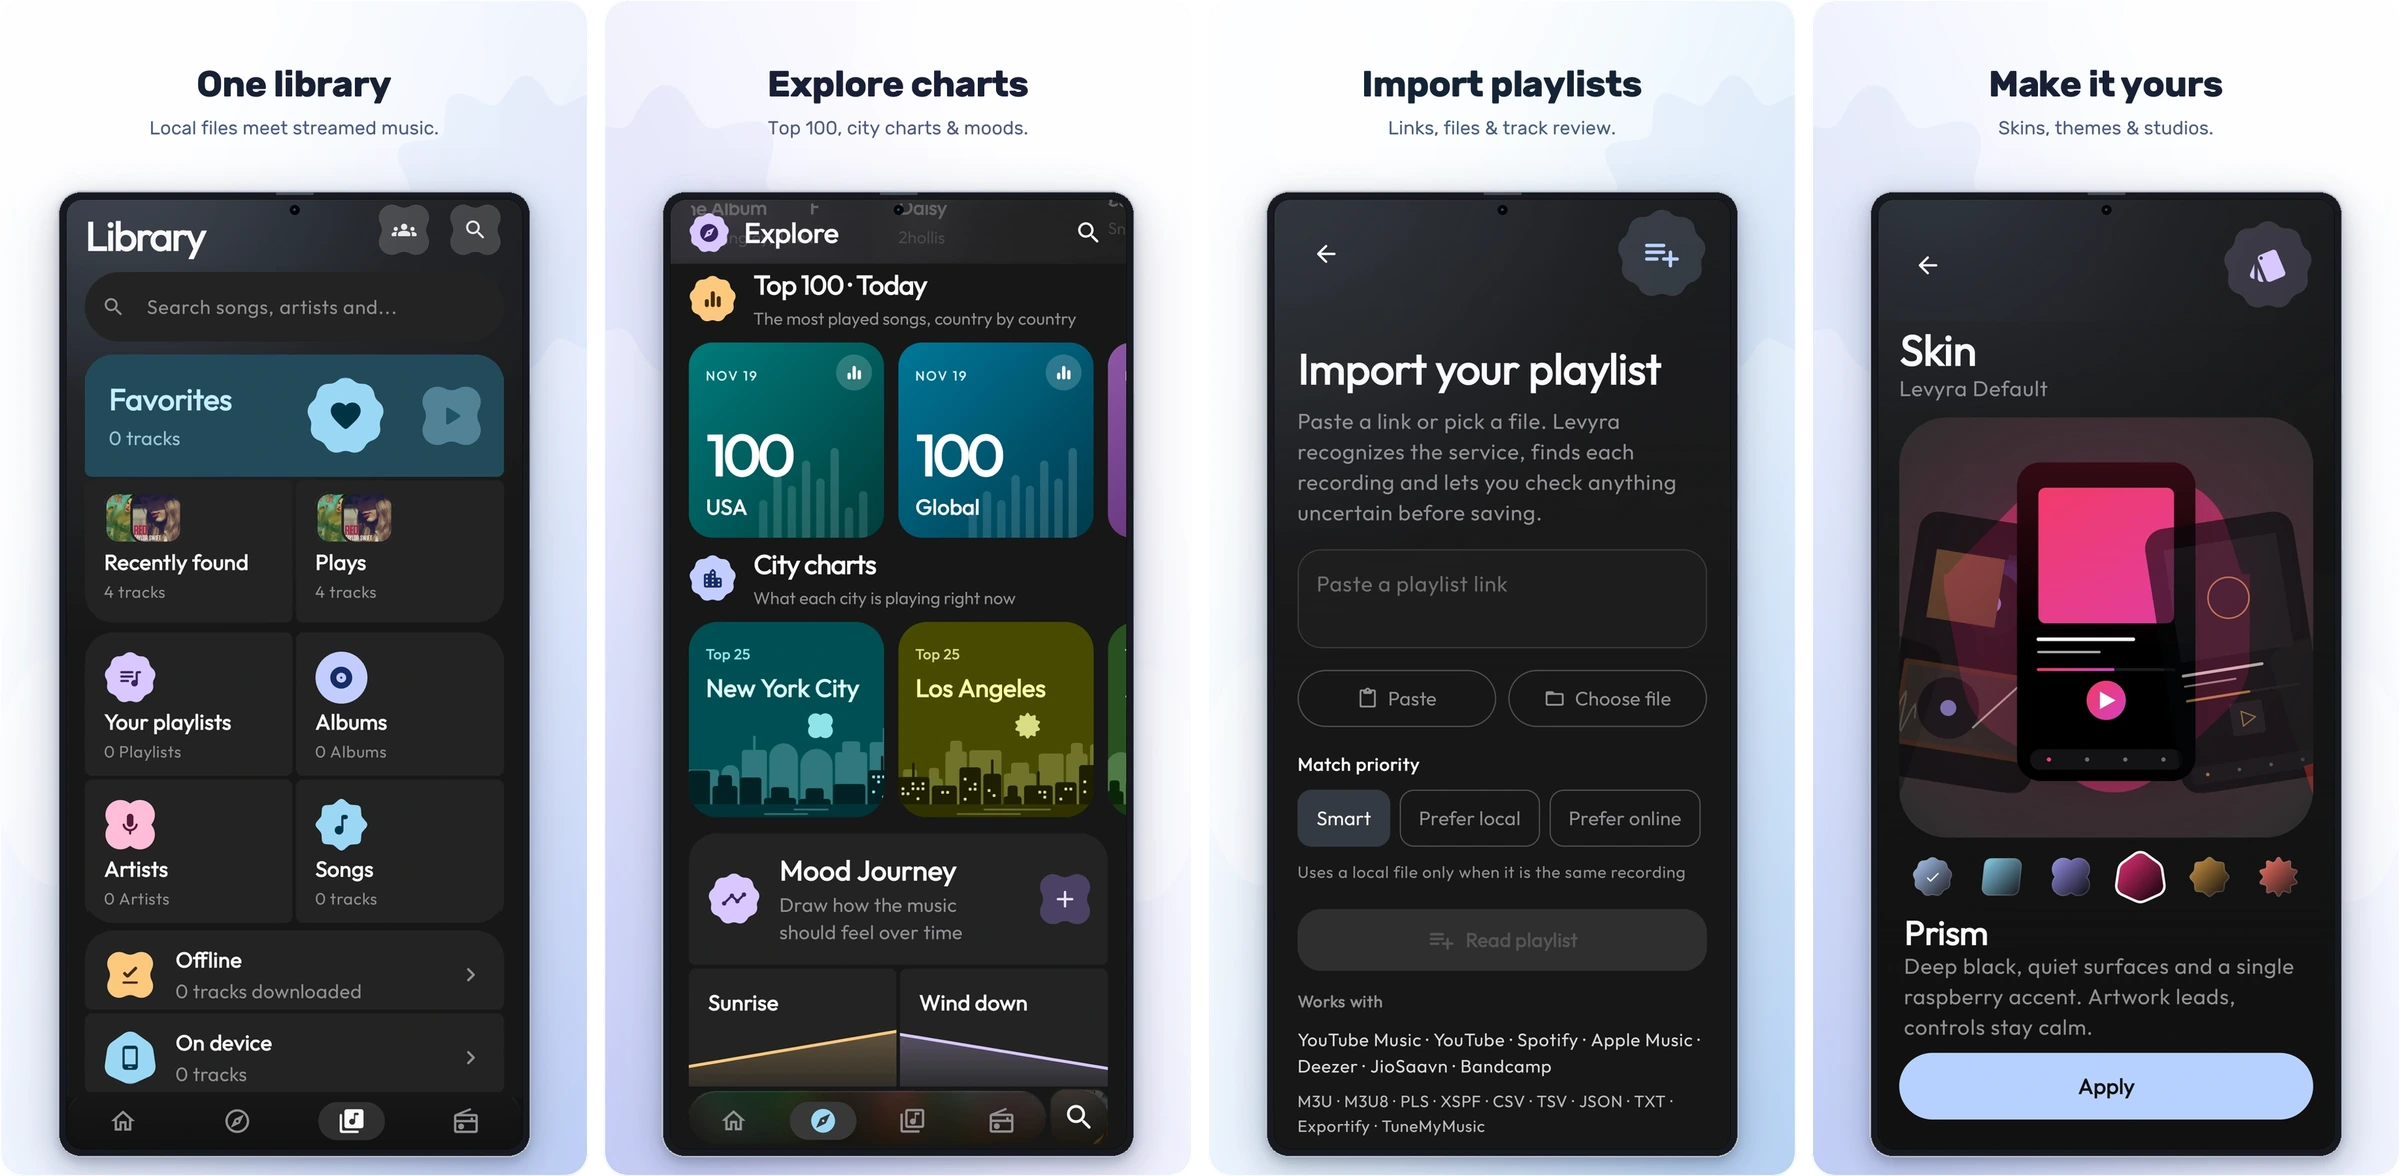 One library
Local files meet streamed music.
Library
Search songs, artists and...
Favorites
0 tracks
Recently found
4 tracks
Plays
4 tracks
Your playlists
0 Playlists
Albums
0 Albums
Artists
0 Artists
Songs
0 tracks
Offline
0 tracks downloaded
On device
0 tracks
Explore charts
Top 100, city charts & moods.
Album
Daisy
2hollis
Explore
Top 100 · Today
The most played songs, country by country
NOV 19
100
USA
NOV 19
100
Global
City charts
What each city is playing right now
Top 25
New York City
Top 25
Los Angeles
Mood Journey
Draw how the music
should feel over time
Sunrise
Wind down
Import playlists
Links, files & track review.
Import your playlist
Paste a link or pick a file. Levyra
recognizes the service, finds each
recording and lets you check anything
uncertain before saving.
Paste a playlist link
Paste
Choose file
Match priority
Smart
Prefer local
Prefer online
Uses a local file only when it is the same recording
Read playlist
Works with
YouTube Music · YouTube · Spotify · Apple Music ·
Deezer · JioSaavn · Bandcamp
M3U · M3U8 · PLS · XSPF · CSV · TSV · JSON · TXT ·
Exportify · TuneMyMusic
Make it yours
Skins, themes & studios.
Skin
Levyra Default
Prism
Deep black, quiet surfaces and a single
raspberry accent. Artwork leads,
controls stay calm.
Apply